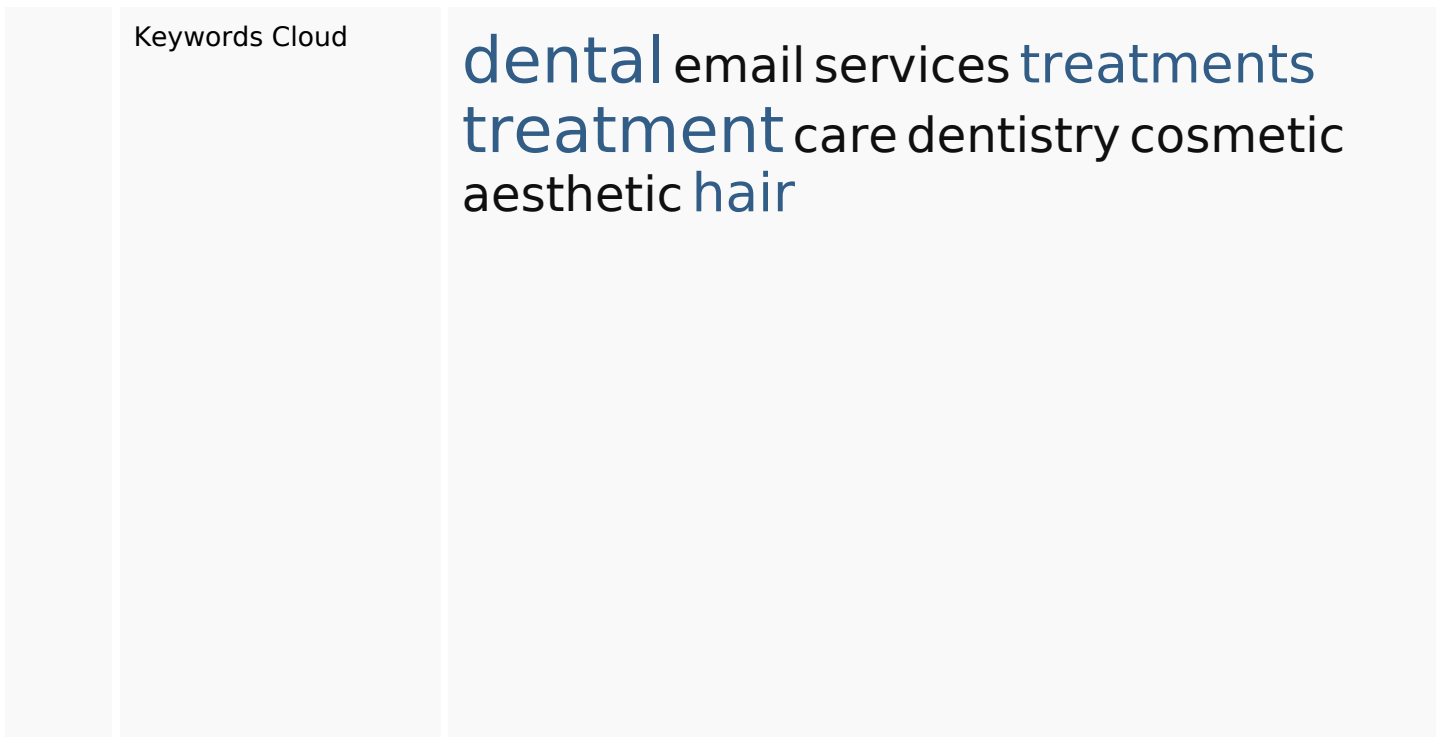 Keywords Cloud
dental email services treatments
treatment care dentistry cosmetic
aesthetic hair